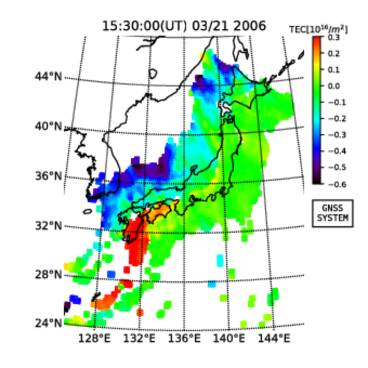 15:30:00(UT) 03/21 2006
TEC[10¹⁶/m²]
44°N
40°N
36°N
32°N
28°N
24°N
128°E 132°E 136°E 140°E 144°E
0.3
0.2
0.1
0.0
−0.1
−0.2
−0.3
−0.4
−0.5
−0.6
GNSS
SYSTEM